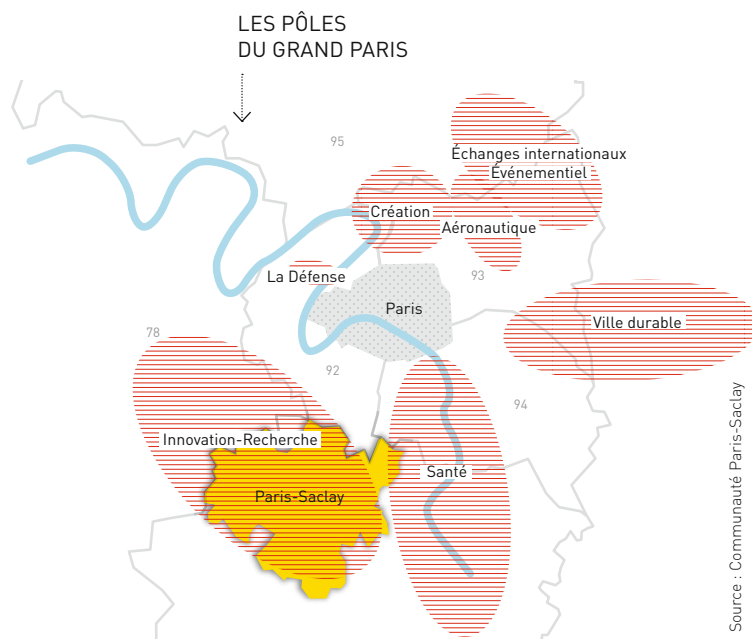 LES PÔLES
DU GRAND PARIS
95
Échanges internationaux
Événementiel
Création
Aéronautique
La Défense
93
Paris
Ville durable
78
92
94
Innovation-Recherche
Santé
Paris-Saclay
Source : Communauté Paris-Saclay